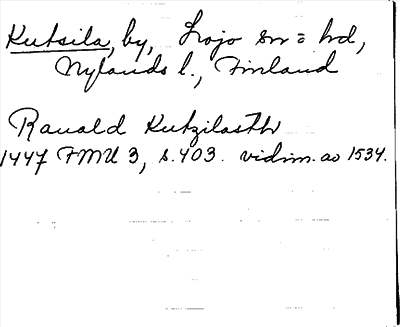 Kutsila, by, Lojo sn = hd,
Nylands l., Finland
Ranald Kutzilasth
1447 FMU 3, s. 403. vidim. av 1534.